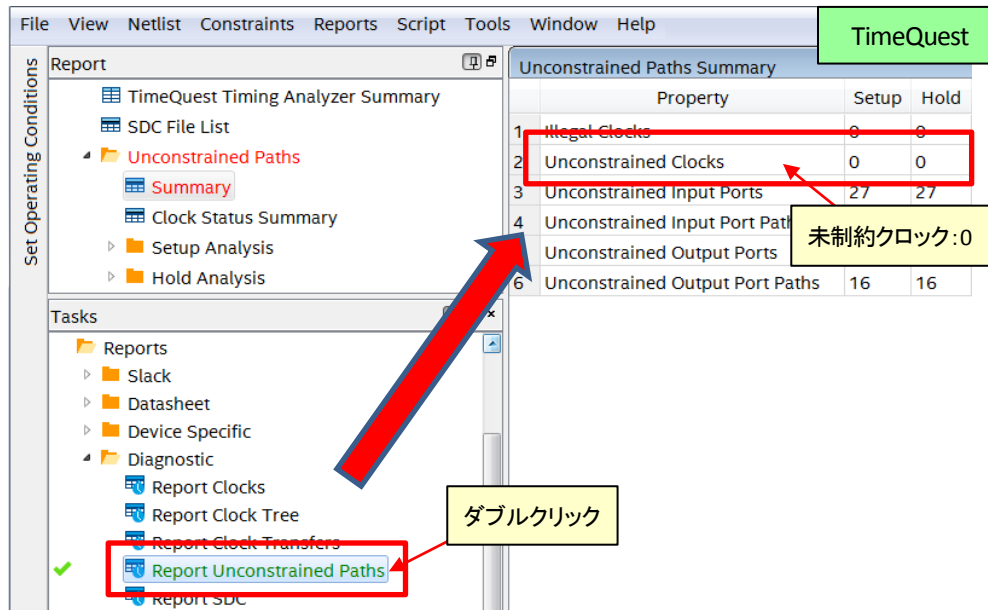 File View Netlist Constraints Reports Script Tools Window Help
TimeQuest
Set Operating Conditions
Report
TimeQuest Timing Analyzer Summary
SDC File List
Unconstrained Paths
Summary
Clock Status Summary
Setup Analysis
Hold Analysis
Unconstrained Paths Summary
Property Setup Hold
1 Illegal Clocks 0 0
2 Unconstrained Clocks 0 0
3 Unconstrained Input Ports 27 27
4 Unconstrained Input Port
Unconstrained Output Ports
6 Unconstrained Output Port Paths 16 16
未制約クロック:0
Tasks
Reports
Slack
Datasheet
Device Specific
Diagnostic
Report Clocks
Report Clock Tree
Report Clock Transfers
Report Unconstrained Paths
Report SDC
ダブルクリック